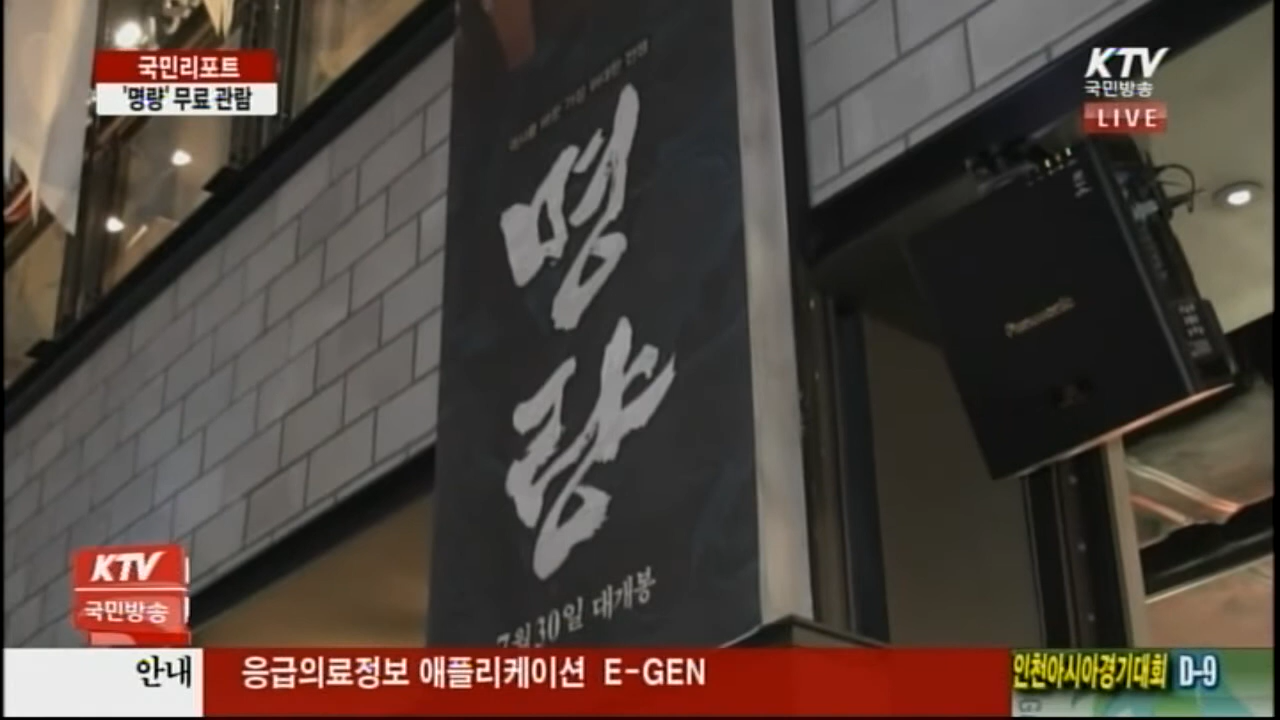 국민리포트
'명량' 무료 관람
KTV
국민방송
LIVE
명
량
7월 30일 대개봉
Panasonic
KTV
국민방송
안내
응급의료정보 애플리케이션 E-GEN
인천아시아경기대회 D-9